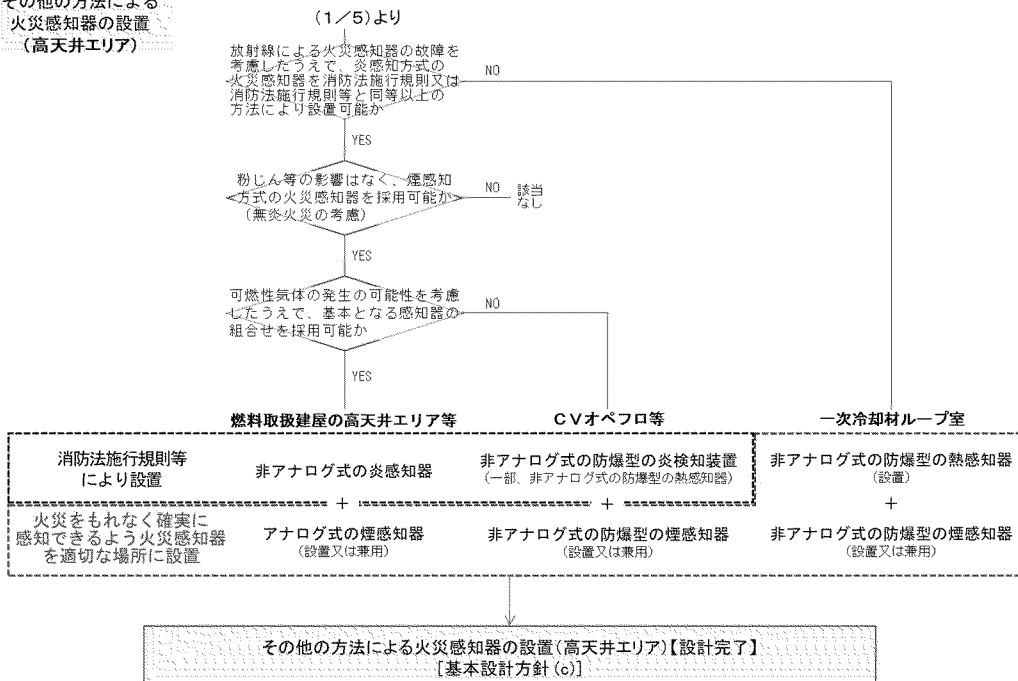 その他の方法による
火災感知器の設置
(高天井エリア)
(1/5)より
放射線による火災感知器の故障を
考慮したうえで、炎感知方式の
火災感知器を消防法施行規則又は
消防法施行規則等と同等以上の
方法により設置可能か
NO
YES
粉じん等の影響はなく、煙感知
方式の火災感知器を採用可能か
(無炎火災の考慮)
NO
該当
なし
YES
可燃性気体の発生の可能性を考慮
したうえで、基本となる感知器の
組合せを採用可能か
NO
YES
燃料取扱建屋の高天井エリア等
CVオペフロ等
一次冷却材ループ室
消防法施行規則等
により設置
非アナログ式の炎感知器
非アナログ式の防爆型の炎検知装置
(一部、非アナログ式の防爆型の熱感知器)
非アナログ式の防爆型の熱感知器
(設置)
+
+
+
火災をもれなく確実に
感知できるよう火災感知器
を適切な場所に設置
アナログ式の煙感知器
(設置又は兼用)
非アナログ式の防爆型の煙感知器
(設置又は兼用)
非アナログ式の防爆型の煙感知器
(設置又は兼用)
その他の方法による火災感知器の設置(高天井エリア)【設計完了】
[基本設計方針(c)]